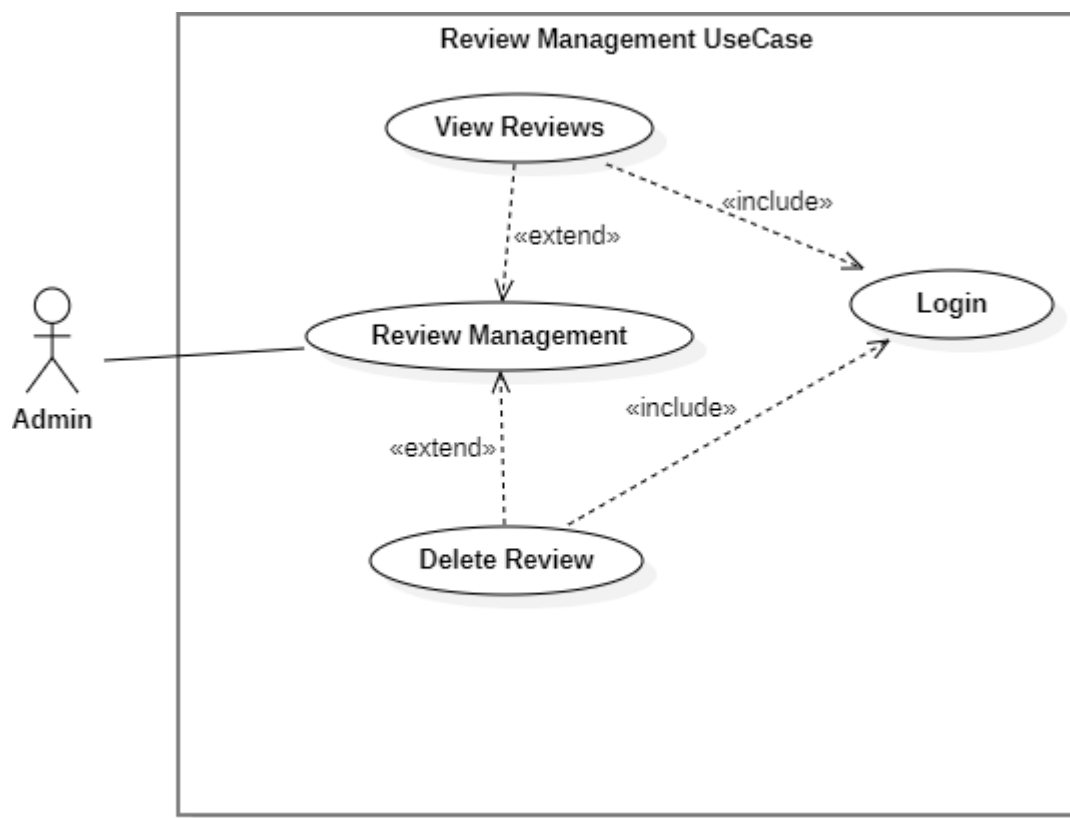 Review Management UseCase
View Reviews
«include»
«extend»
Login
Review Management
Admin
«include»
«extend»
Delete Review